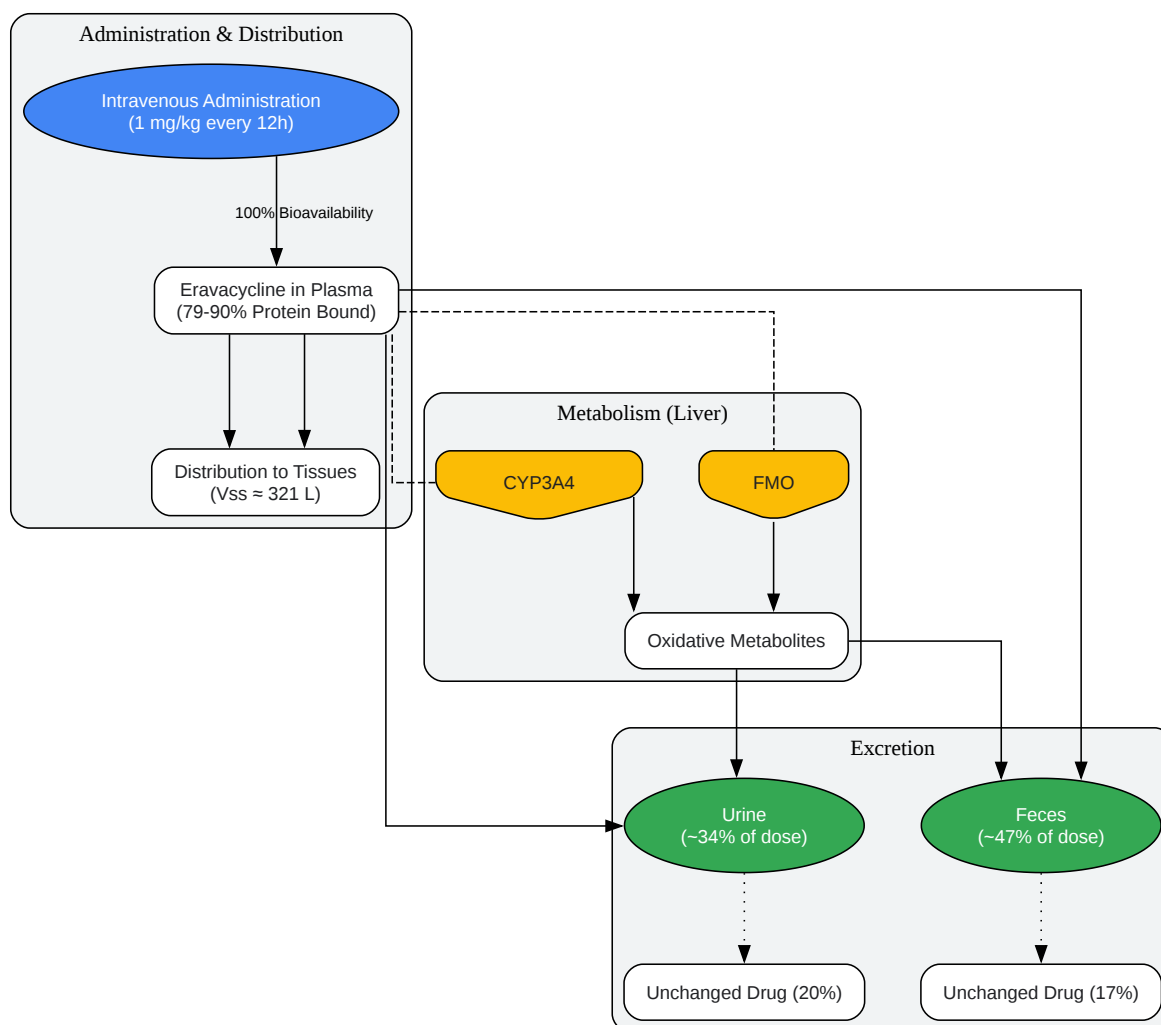 Administration & Distribution
Intravenous Administration
(1 mg/kg every 12h)
100% Bioavailability
Eravacycline in Plasma
(79-90% Protein Bound)
Distribution to Tissues
(Vss ≈ 321 L)
Metabolism (Liver)
CYP3A4
FMO
Oxidative Metabolites
Excretion
Urine
(~34% of dose)
Feces
(~47% of dose)
Unchanged Drug (20%)
Unchanged Drug (17%)